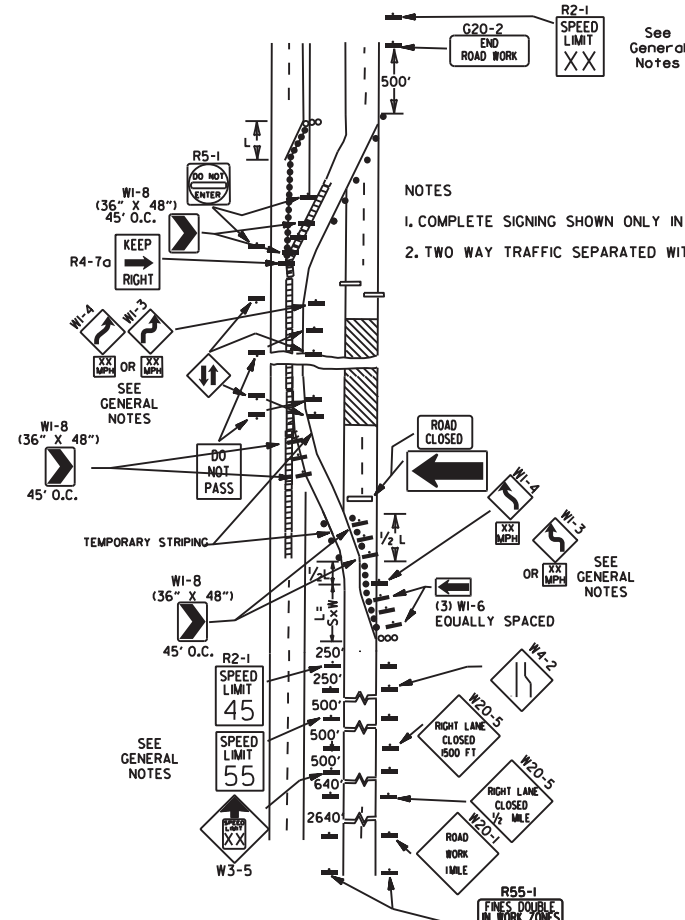 R2-1
SPEED
LIMIT
XX
See
General
Notes
G20-2
END
ROAD WORK
500'
L
R5-1
DO NOT
ENTER
W1-8
(36" X 48")
45' O.C.
KEEP
RIGHT
R4-7a
NOTES
1. COMPLETE SIGNING SHOWN ONLY IN
2. TWO WAY TRAFFIC SEPARATED WIT
W1-4
W1-3
XX
MPH
OR
XX
MPH
SEE
GENERAL
NOTES
W1-8
(36" X 48")
45' O.C.
DO
NOT
PASS
ROAD
CLOSED
TEMPORARY STRIPING
W1-4
XX
MPH
W1-3
OR
XX
MPH
SEE
GENERAL
NOTES
1/2 L
1/2L
L=
SxW
W1-8
(36" X 48")
45' O.C.
(3) W1-6
EQUALLY SPACED
R2-1
SPEED
LIMIT
45
250'
250'
500'
500'
500'
640'
2640'
W4-2
W20-5
RIGHT LANE
CLOSED
1500 FT
SEE
GENERAL
NOTES
SPEED
LIMIT
55
W20-5
RIGHT LANE
CLOSED
1/2 MILE
SPEED
LIMIT
XX
W3-5
W20-1
ROAD
WORK
1MILE
R55-1
FINES DOUBLE
IN WORK ZONES